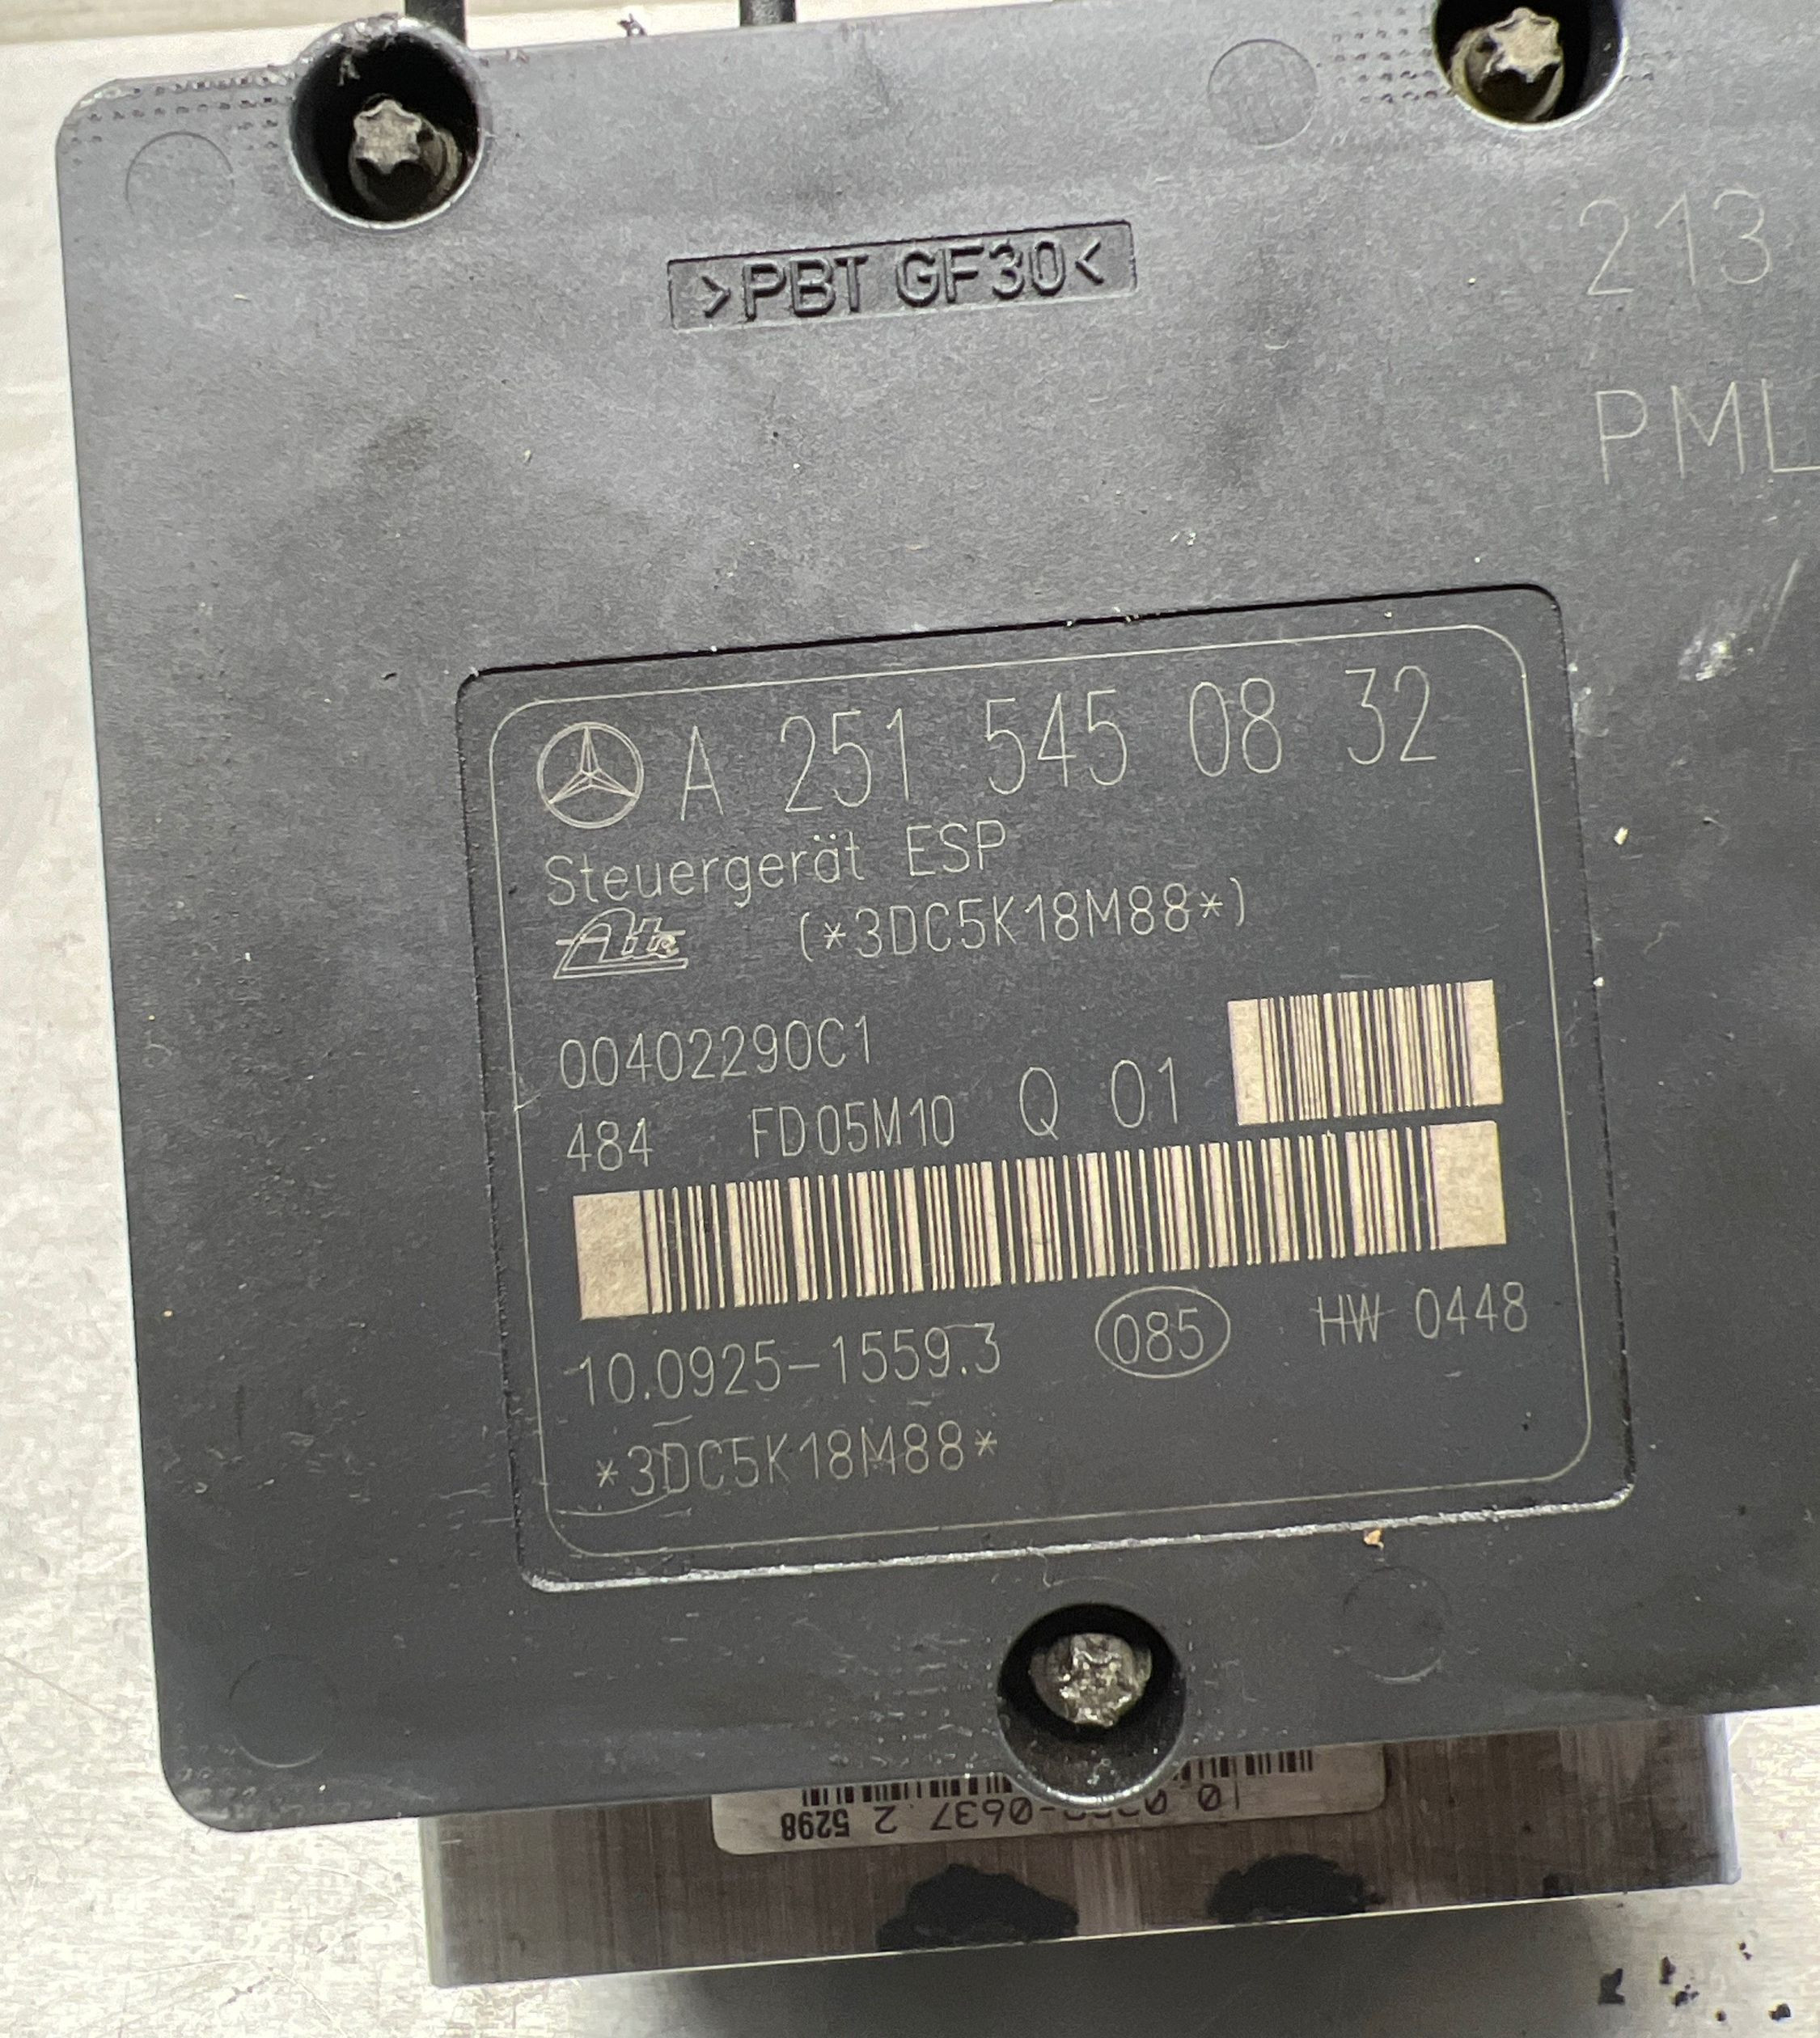 213
>PBT GF30<
PML
A 251 545 08 32
Steuergerät ESP
Ate (*3DC5K18M88*)
00402290C1
484 FD05M10 Q 01
10.0925-1559.3 085 HW 0448
*3DC5K18M88*
-0637 2 5298